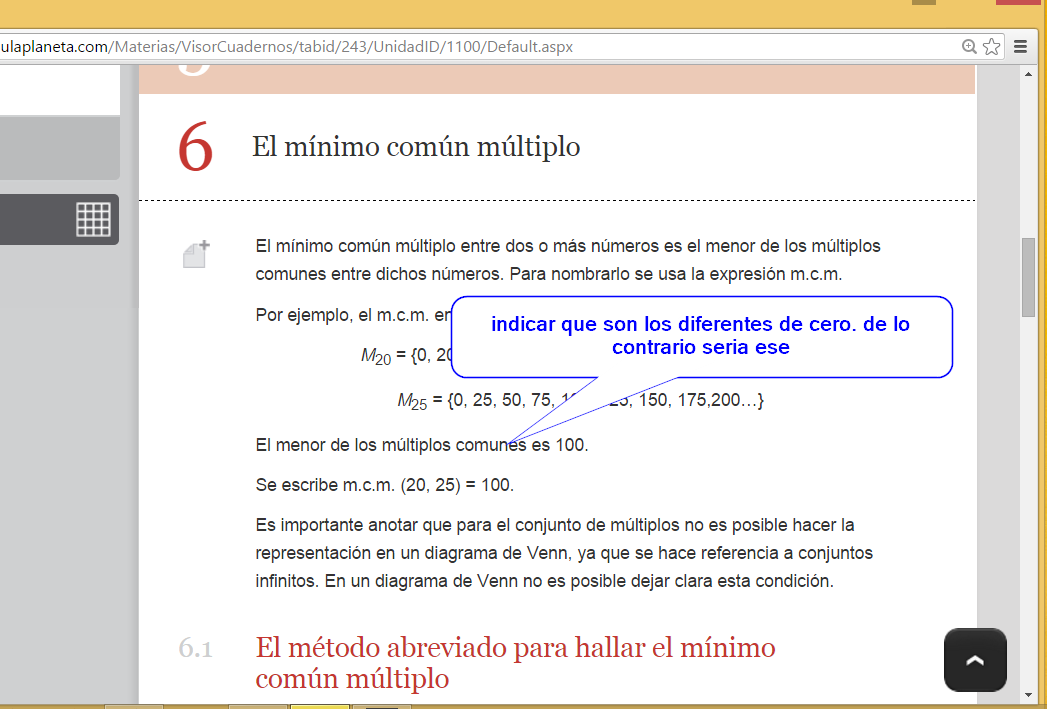 ulaplaneta.com/Materias/VisorCuadernos/tabid/243/UnidadID/1100/Default.aspx
6 El mínimo común múltiplo
El mínimo común múltiplo entre dos o más números es el menor de los múltiplos
comunes entre dichos números. Para nombrarlo se usa la expresión m.c.m.
Por ejemplo, el m.c.m.
indicar que son los diferentes de cero. de lo
contrario seria ese
M20 = {0, 20
M25 = {0, 25, 50, 75, 150, 175,200…}
El menor de los múltiplos comunes es 100.
Se escribe m.c.m. (20, 25) = 100.
Es importante anotar que para el conjunto de múltiplos no es posible hacer la
representación en un diagrama de Venn, ya que se hace referencia a conjuntos
infinitos. En un diagrama de Venn no es posible dejar clara esta condición.
6.1 El método abreviado para hallar el mínimo
común múltiplo